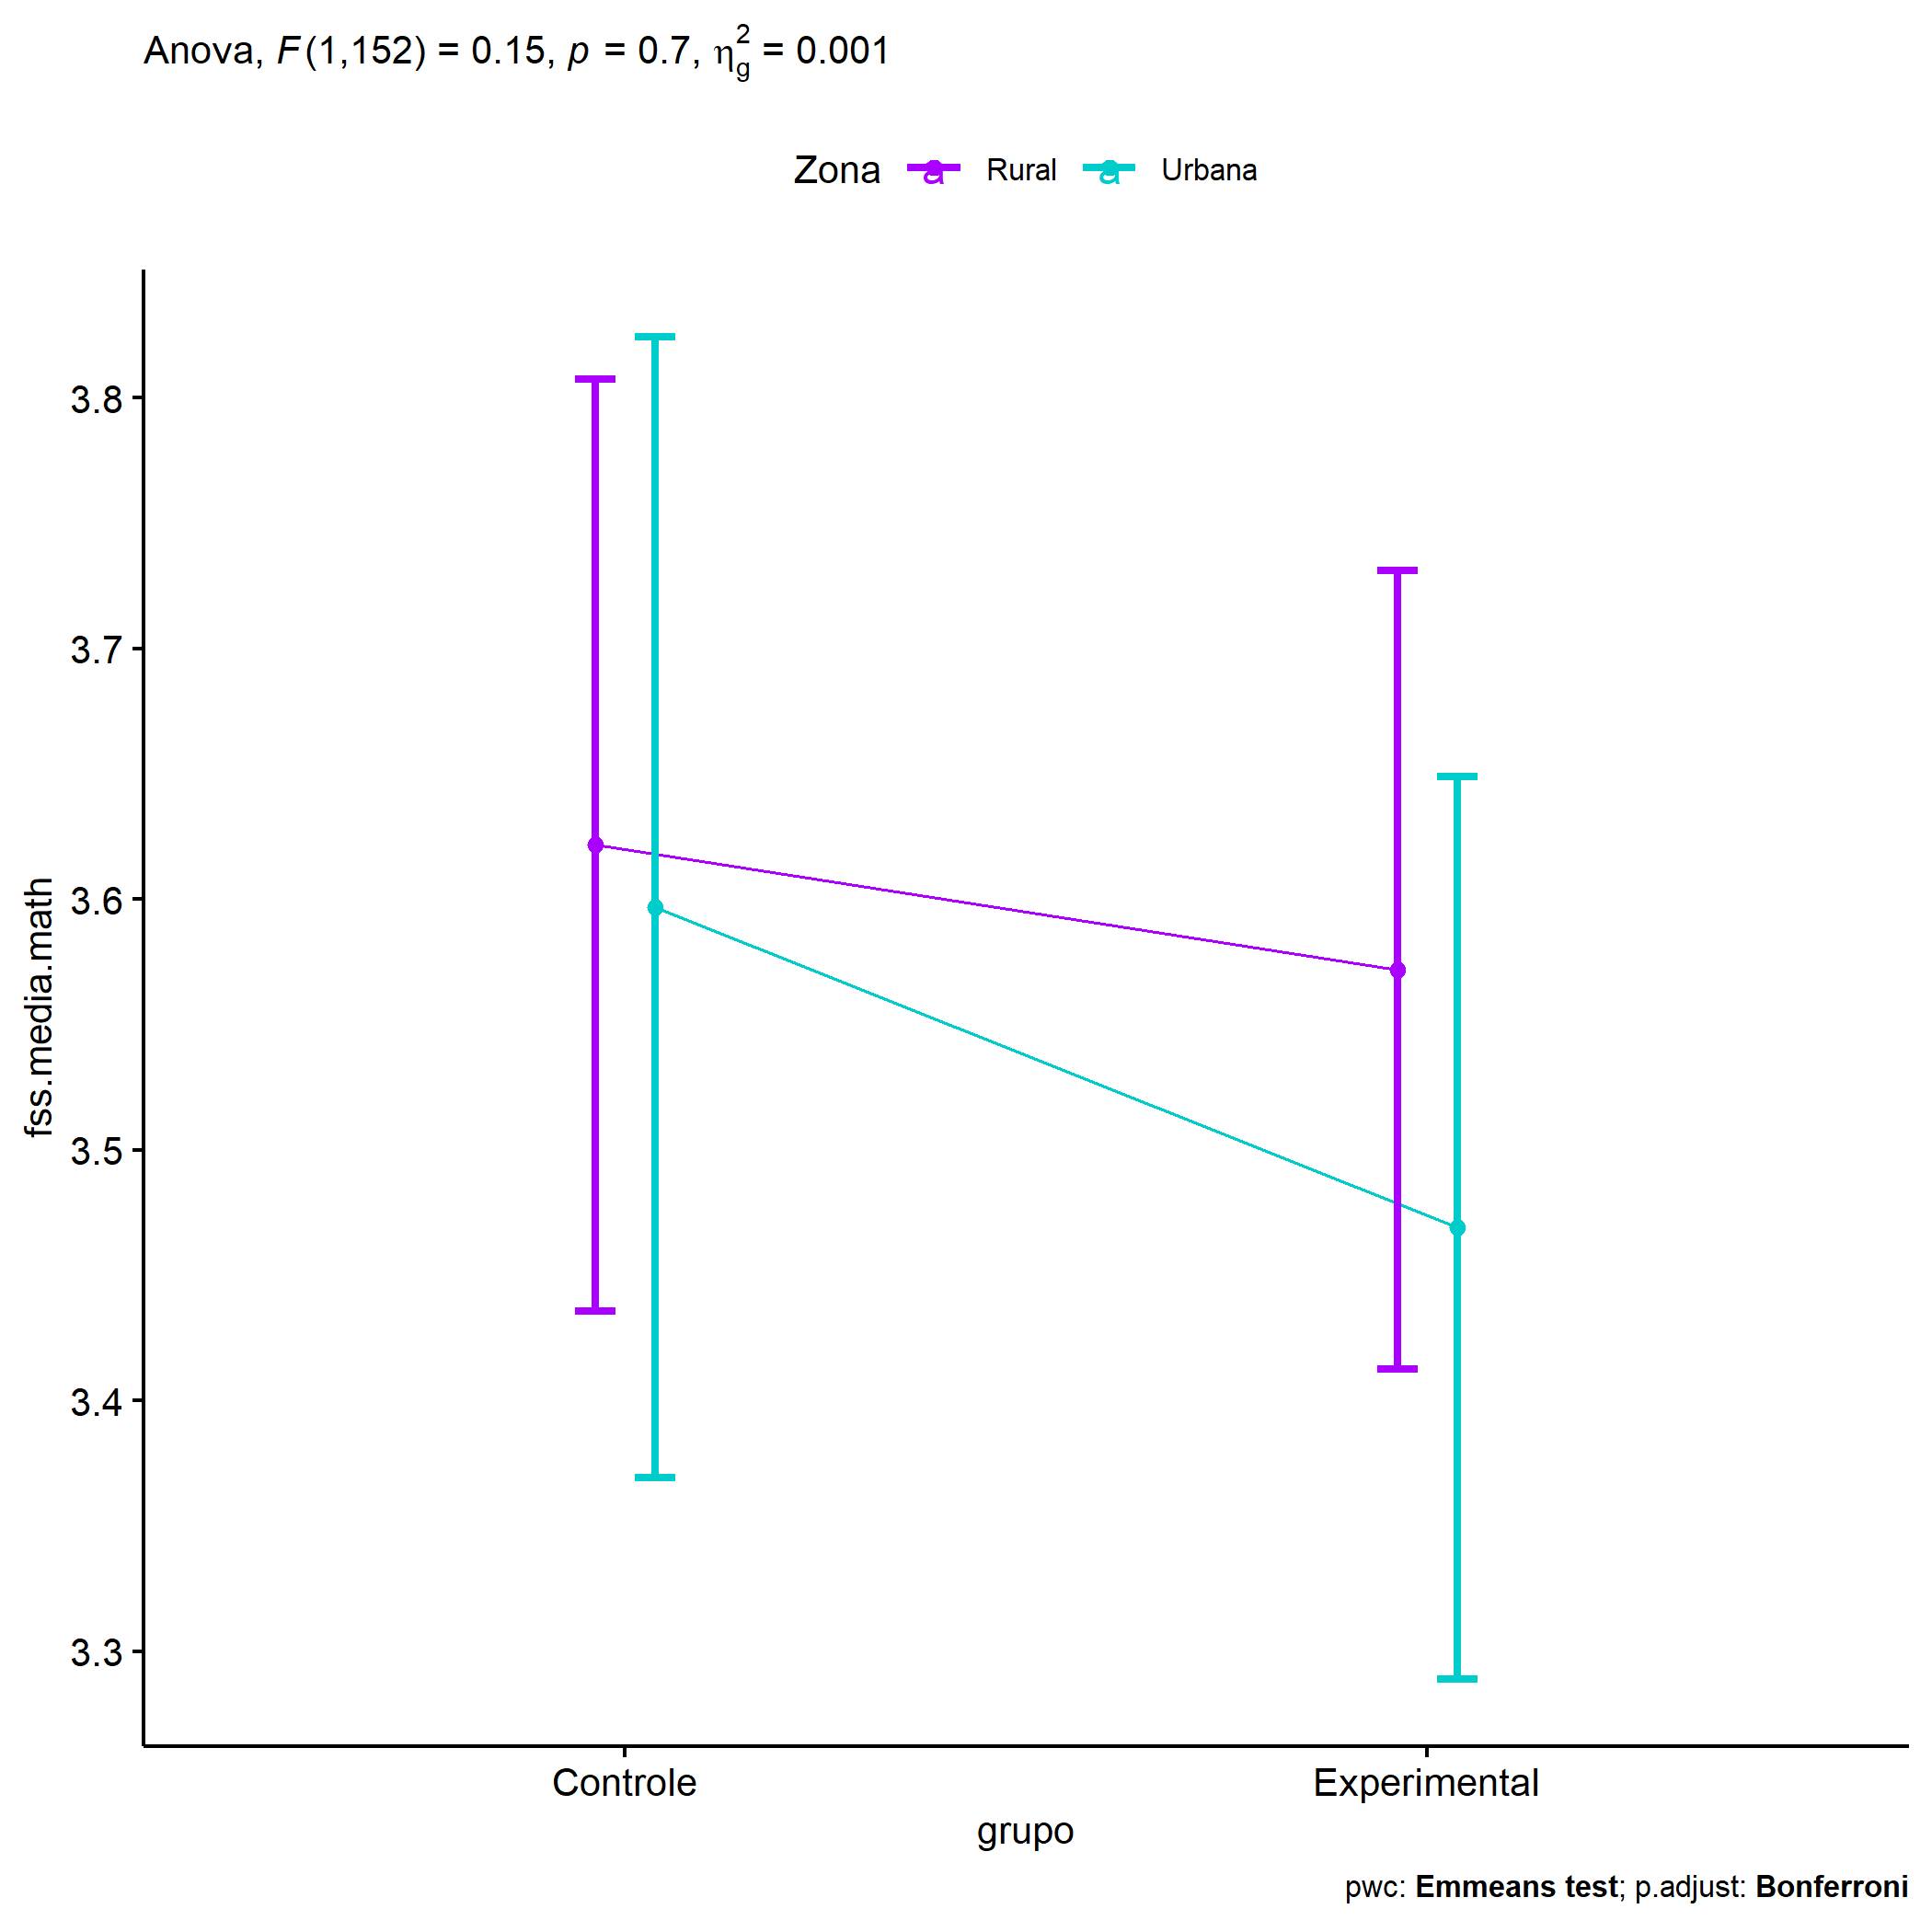 Anova, F(1,152) = 0.15, p = 0.7, η²g = 0.001
Zona a Rural a Urbana
3.8
3.7
3.6
3.5
3.4
3.3
fss.media.math
Controle Experimental
grupo
pwc: Emmeans test; p.adjust: Bonferroni